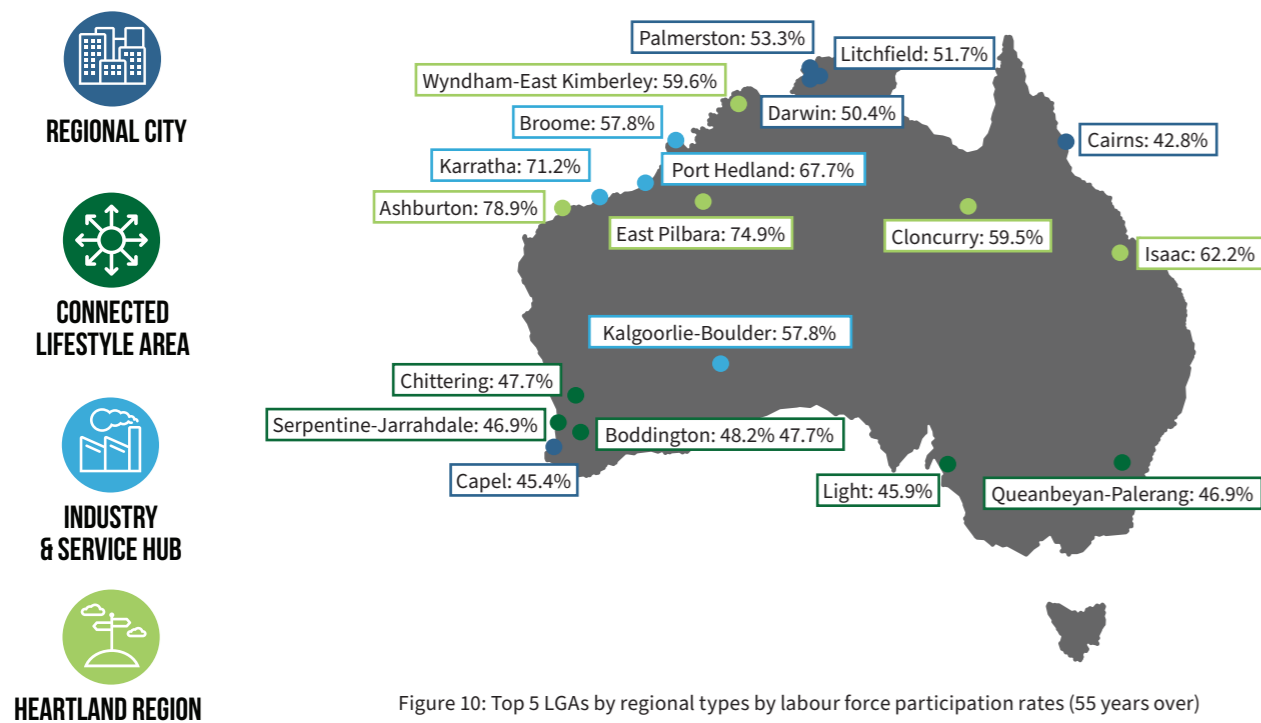 REGIONAL CITY
CONNECTED
LIFESTYLE AREA
INDUSTRY
& SERVICE HUB
HEARTLAND REGION
Palmerston: 53.3%
Litchfield: 51.7%
Wyndham-East Kimberley: 59.6%
Darwin: 50.4%
Broome: 57.8%
Cairns: 42.8%
Karratha: 71.2%
Port Hedland: 67.7%
Ashburton: 78.9%
East Pilbara: 74.9%
Cloncurry: 59.5%
Isaac: 62.2%
Kalgoorlie-Boulder: 57.8%
Chittering: 47.7%
Serpentine-Jarrahdale: 46.9%
Boddington: 48.2% 47.7%
Capel: 45.4%
Light: 45.9%
Queanbeyan-Palerang: 46.9%
Figure 10: Top 5 LGAs by regional types by labour force participation rates (55 years over)